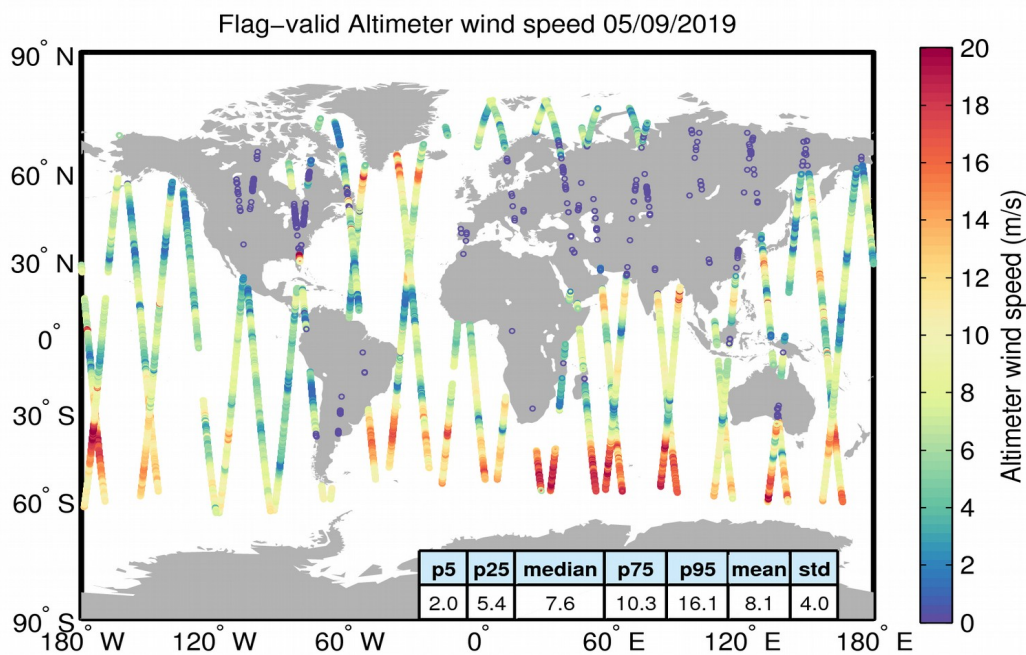 Flag−valid Altimeter wind speed 05/09/2019
90° N
60° N
30° N
0°
30° S
60° S
90° S
180° W
120° W
60° W
0°
60° E
120° E
180° E
p5 p25 median p75 p95 mean std
2.0 5.4 7.6 10.3 16.1 8.1 4.0
20
18
16
14
12
10
8
6
4
2
0
Altimeter wind speed (m/s)